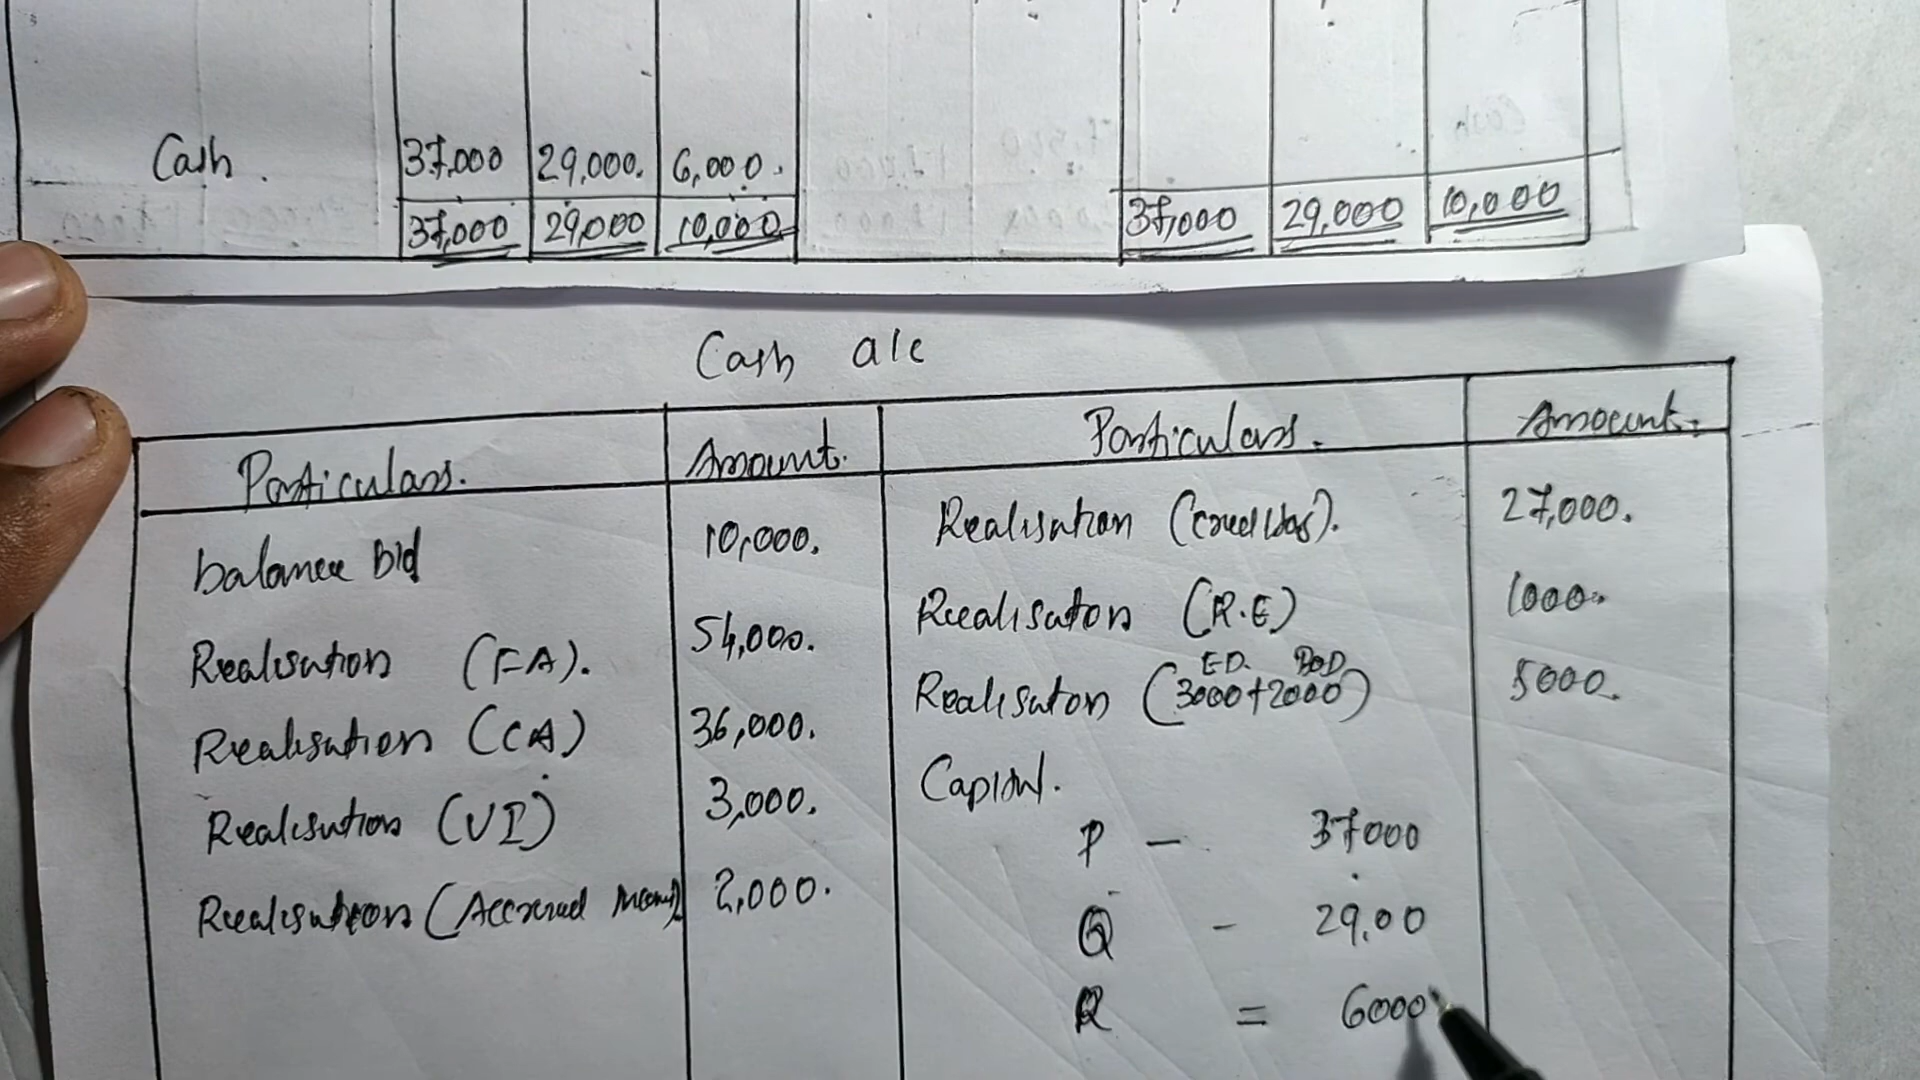 Cash. 37,000 29,000. 6,000.
37,000 29,000 10,000 37,000 29,000 10,000
Cash a/c
Particulars. Amount. Particulars. Amount.
balance B/d 10,000. Realisation (creditors). 27,000.
Realisation (FA). 54,000. Realisation (R.E) 1000.
Realisation (CA) 36,000. Realisation (3000+2000) 5000.
E.D. BOD
Realisation (UI) 3,000. Capital.
P - 37000
Realisation (Accrued 2,000.
Q - 29,00
R = 6000